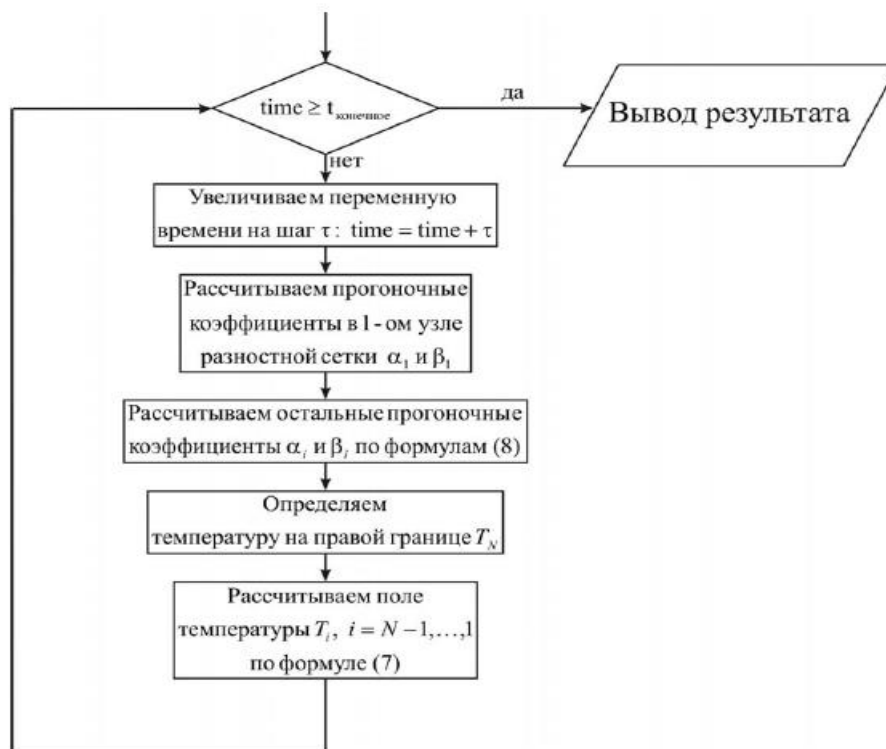 time ≥ t конечное
да
Вывод результата
нет
Увеличиваем переменную
времени на шаг τ: time = time + τ
Рассчитываем прогоночные
коэффициенты в 1 - ом узле
разностной сетки α₁ и β₁
Рассчитываем остальные прогоночные
коэффициенты αᵢ и βᵢ по формулам (8)
Определяем
температуру на правой границе T_N
Рассчитываем поле
температуры Tᵢ, i = N − 1,…,1
по формуле (7)